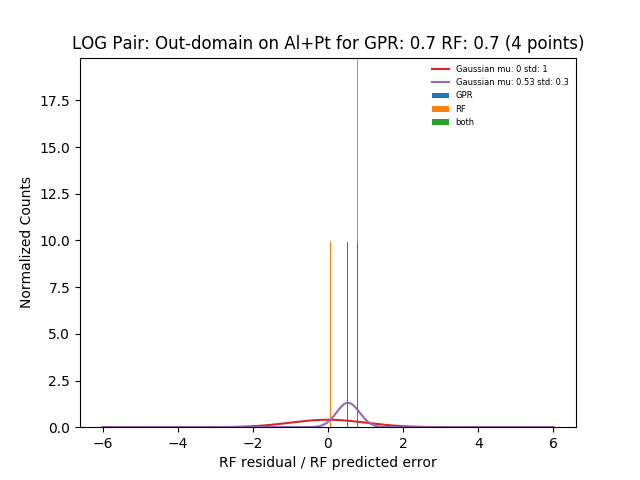 LOG Pair: Out-domain on Al+Pt for GPR: 0.7 RF: 0.7 (4 points)
Gaussian mu: 0 std: 1
Gaussian mu: 0.53 std: 0.3
GPR
RF
both
Normalized Counts
17.5
15.0
12.5
10.0
7.5
5.0
2.5
0.0
−6
−4
−2
0
2
4
6
RF residual / RF predicted error